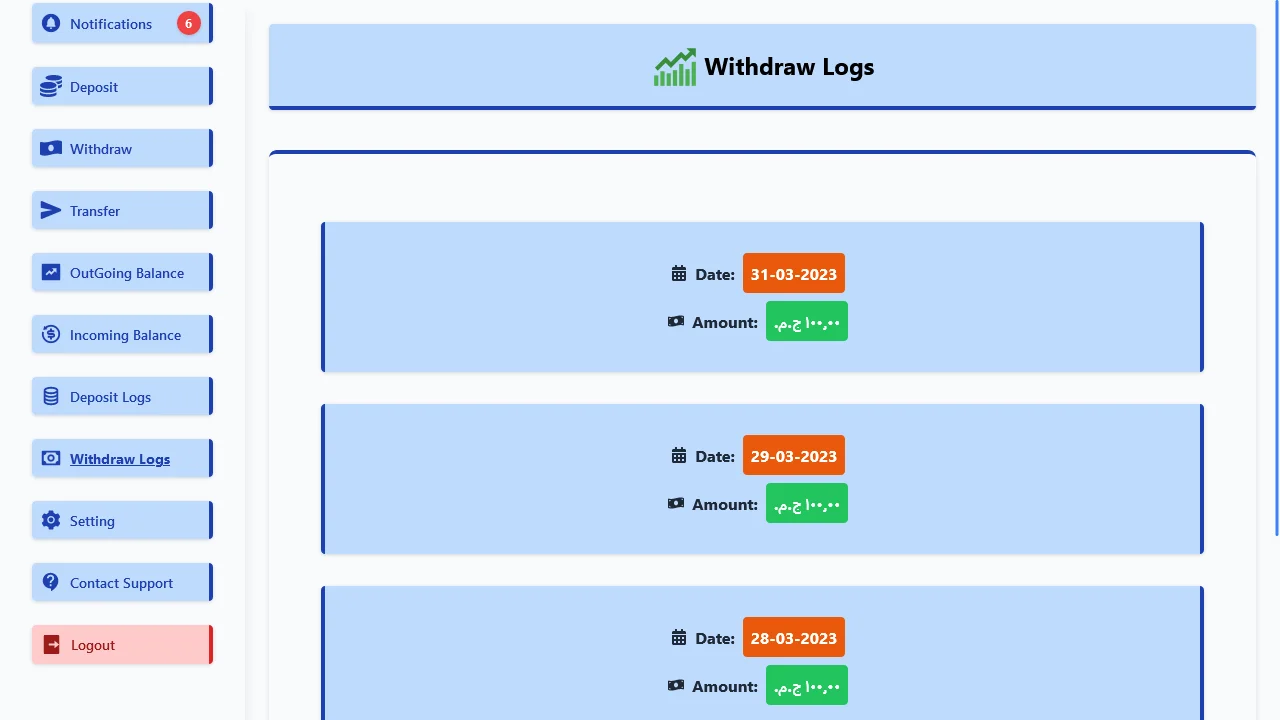 Notifications 6
Deposit
Withdraw
Transfer
OutGoing Balance
Incoming Balance
Deposit Logs
Withdraw Logs
Setting
Contact Support
Logout
Withdraw Logs
Date: 31-03-2023
Amount: ١٠٠٫٠٠ ج.م.
Date: 29-03-2023
Amount: ١٠٠٫٠٠ ج.م.
Date: 28-03-2023
Amount: ١٠٠٫٠٠ ج.م.